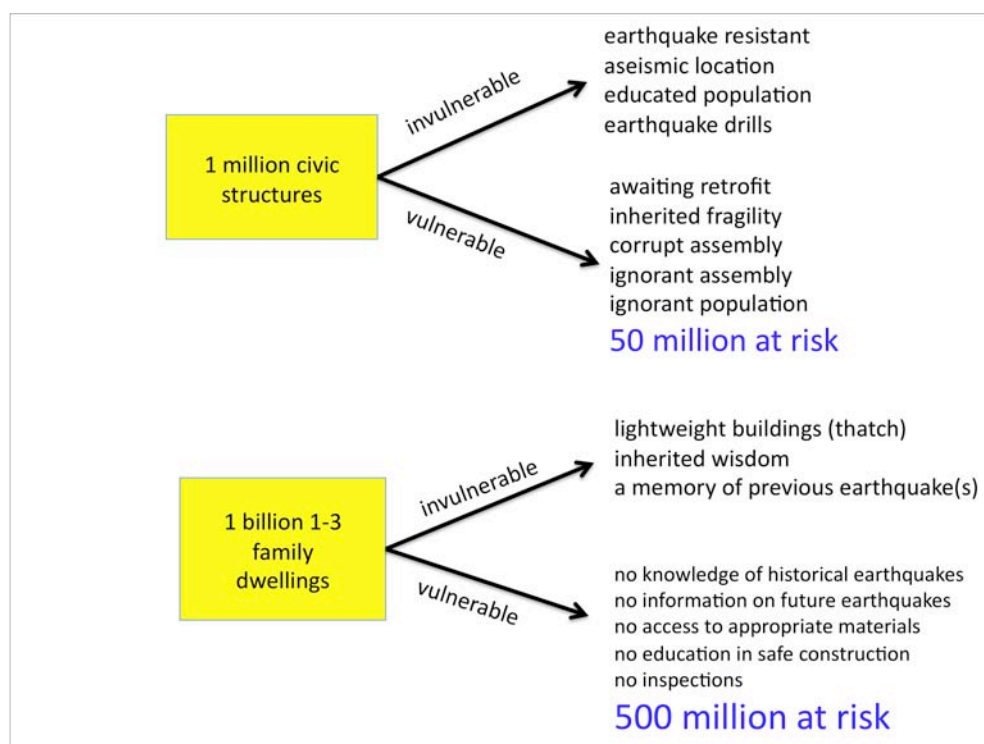 1 million civic
structures
invulnerable
earthquake resistant
aseismic location
educated population
earthquake drills
vulnerable
awaiting retrofit
inherited fragility
corrupt assembly
ignorant assembly
ignorant population
50 million at risk
1 billion 1-3
family
dwellings
invulnerable
lightweight buildings (thatch)
inherited wisdom
a memory of previous earthquake(s)
vulnerable
no knowledge of historical earthquakes
no information on future earthquakes
no access to appropriate materials
no education in safe construction
no inspections
500 million at risk